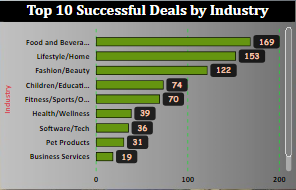 Top 10 Successful Deals by Industry
Food and Bevera... 169
Lifestyle/Home 153
Fashion/Beauty 122
Children/Educati... 74
Fitness/Sports/O... 70
Health/Wellness 39
Software/Tech 36
Pet Products 31
Business Services 19
Industry
0 100 200